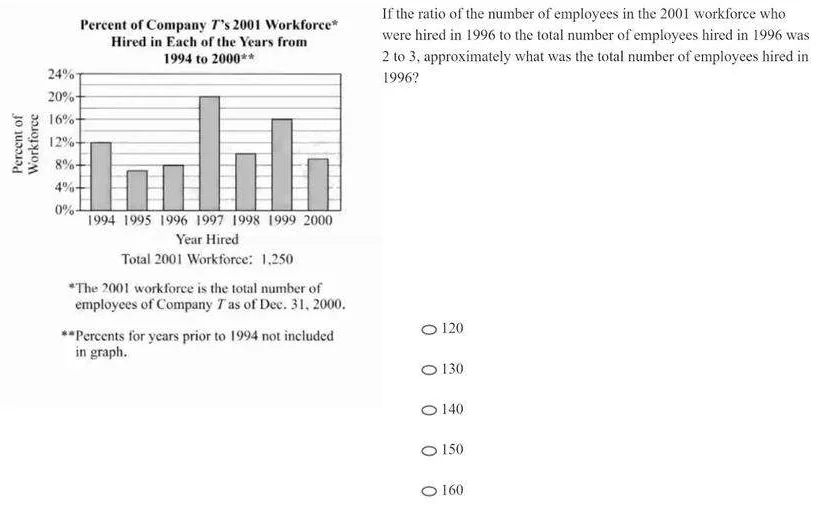 Percent of Company T's 2001 Workforce*
Hired in Each of the Years from
1994 to 2000**
24%
20%
16%
12%
8%
4%
0%
Percent of
Workforce
1994 1995 1996 1997 1998 1999 2000
Year Hired
Total 2001 Workforce: 1,250
*The 2001 workforce is the total number of
employees of Company T as of Dec. 31, 2000.
**Percents for years prior to 1994 not included
in graph.
If the ratio of the number of employees in the 2001 workforce who
were hired in 1996 to the total number of employees hired in 1996 was
2 to 3, approximately what was the total number of employees hired in
1996?
120
130
140
150
160